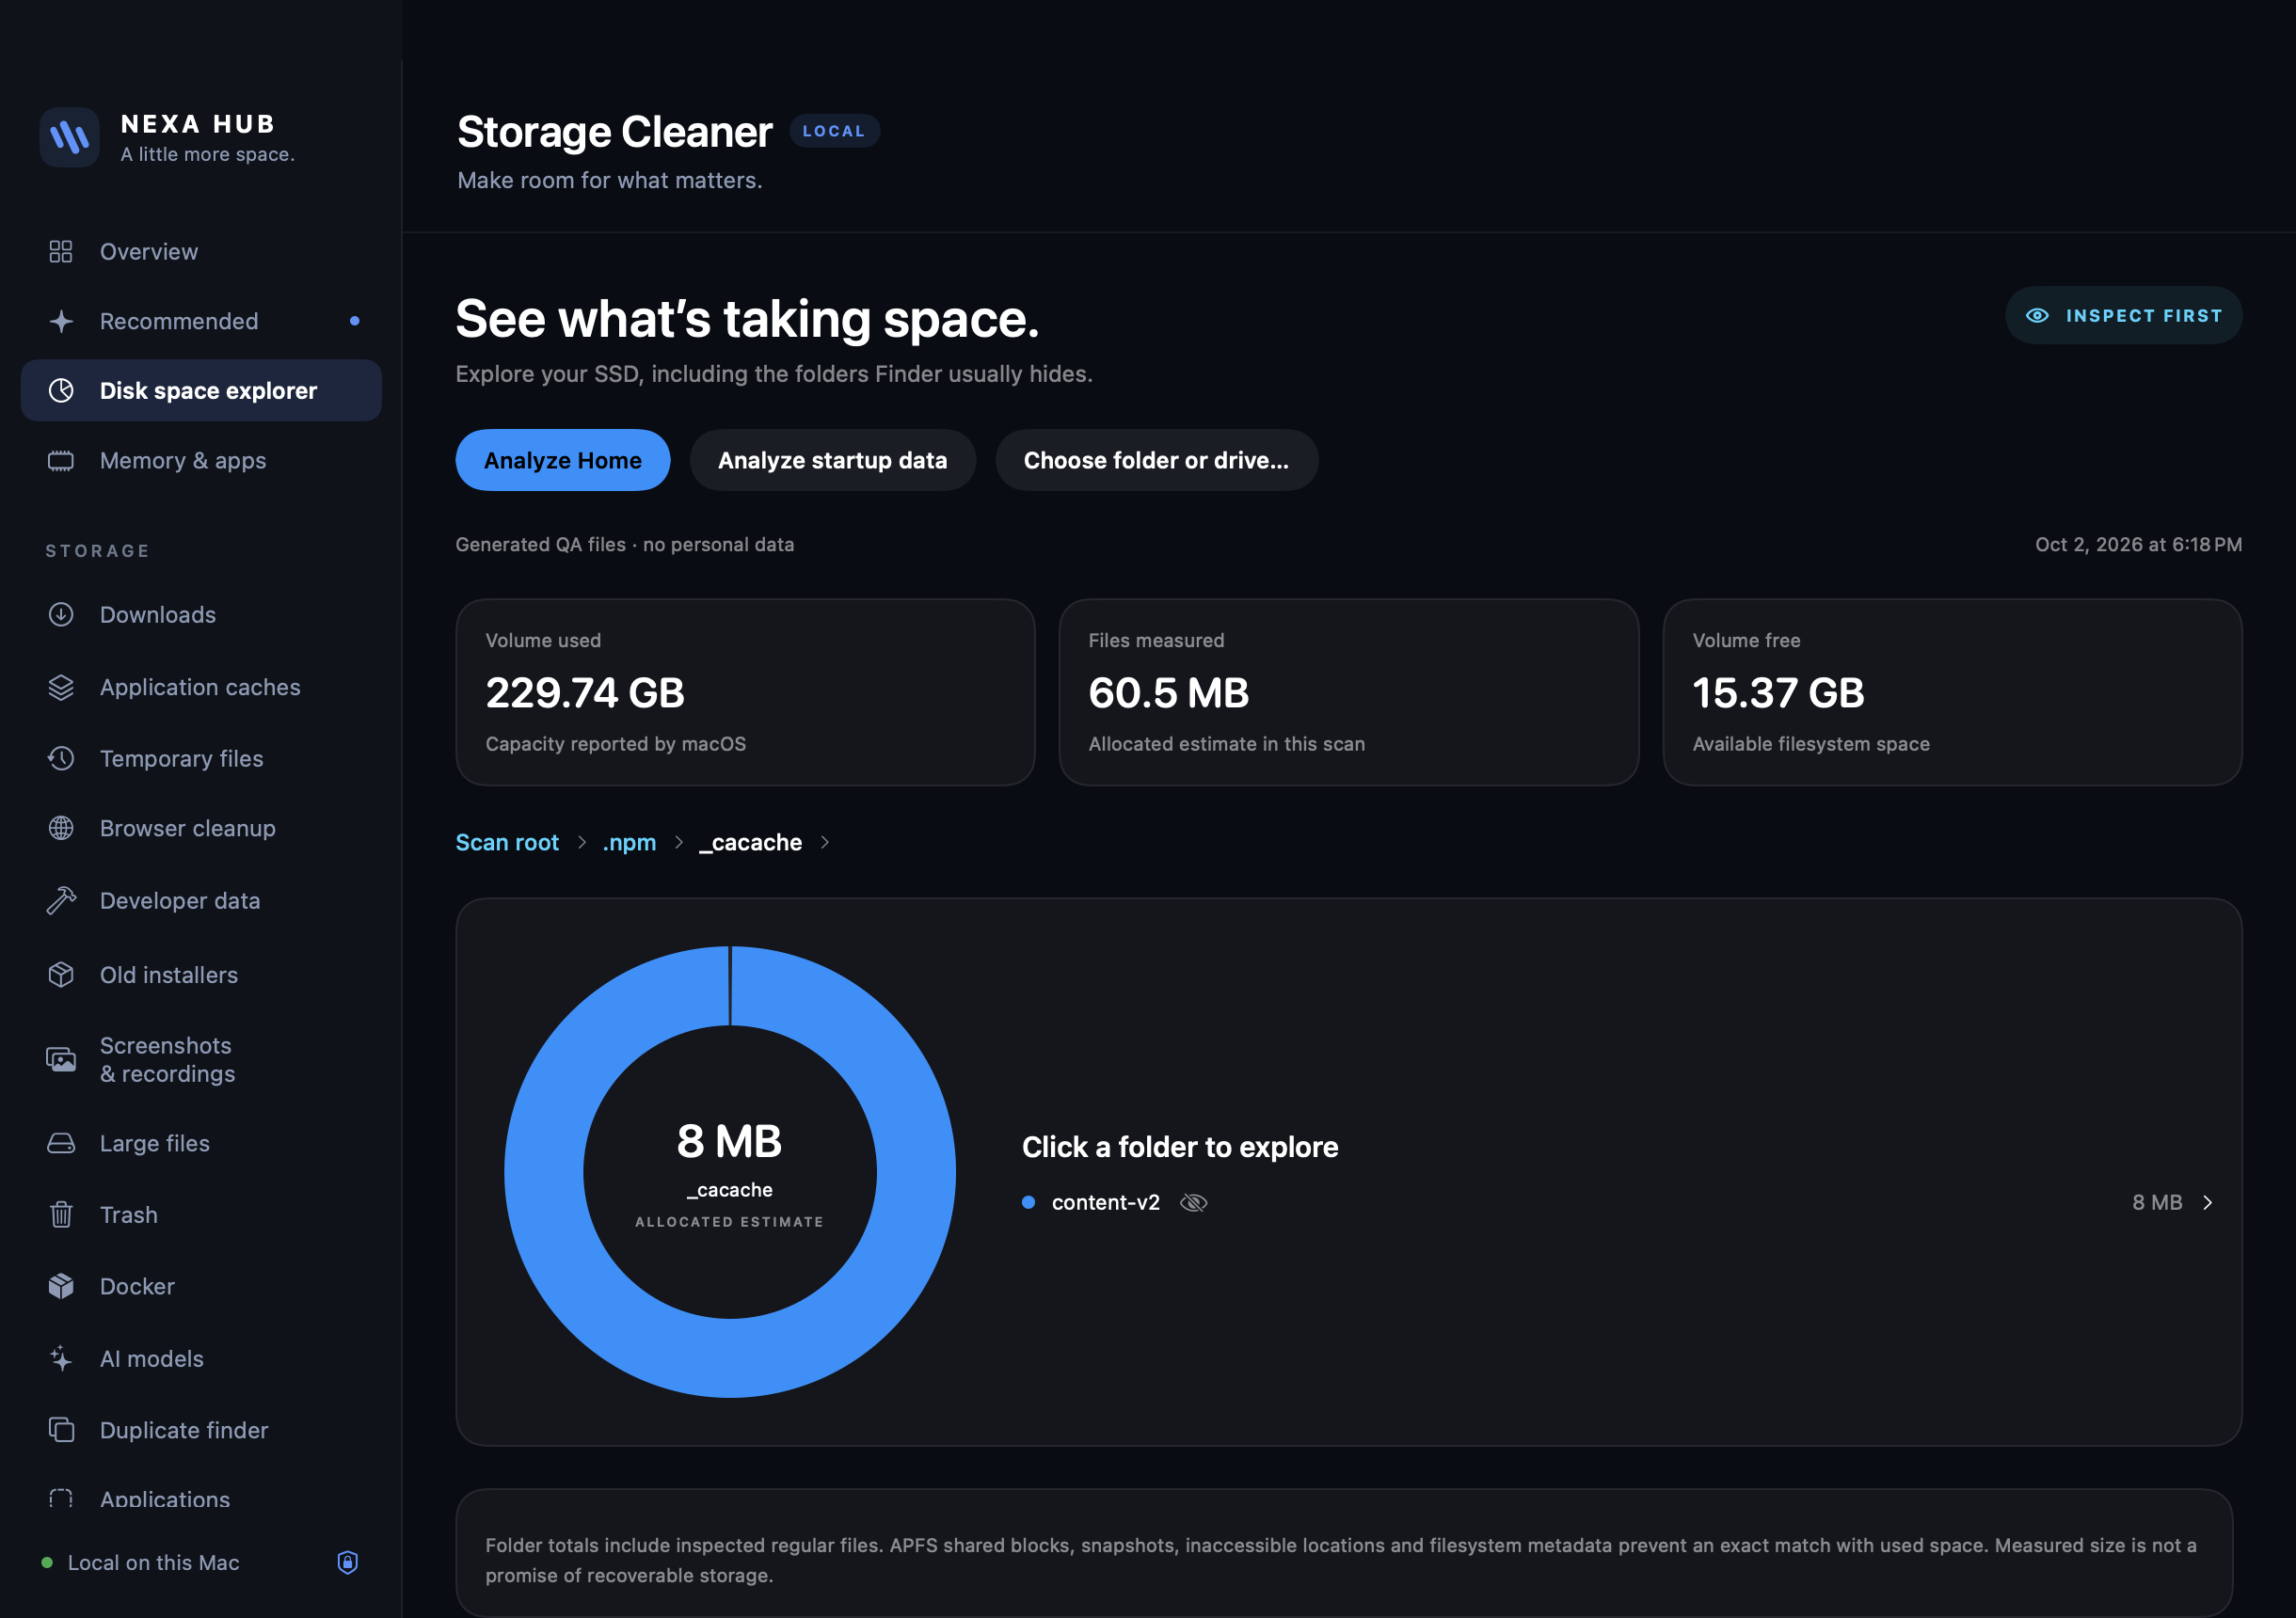 NEXA HUB
A little more space.
Overview
Recommended
Disk space explorer
Memory & apps
STORAGE
Downloads
Application caches
Temporary files
Browser cleanup
Developer data
Old installers
Screenshots
& recordings
Large files
Trash
Docker
AI models
Duplicate finder
Applications
Local on this Mac
Storage Cleaner
LOCAL
Make room for what matters.
See what’s taking space.
INSPECT FIRST
Explore your SSD, including the folders Finder usually hides.
Analyze Home
Analyze startup data
Choose folder or drive...
Generated QA files · no personal data
Oct 2, 2026 at 6:18 PM
Volume used
229.74 GB
Capacity reported by macOS
Files measured
60.5 MB
Allocated estimate in this scan
Volume free
15.37 GB
Available filesystem space
Scan root > .npm > _cacache >
8 MB
_cacache
ALLOCATED ESTIMATE
Click a folder to explore
content-v2
8 MB
Folder totals include inspected regular files. APFS shared blocks, snapshots, inaccessible locations and filesystem metadata prevent an exact match with used space. Measured size is not a
promise of recoverable storage.